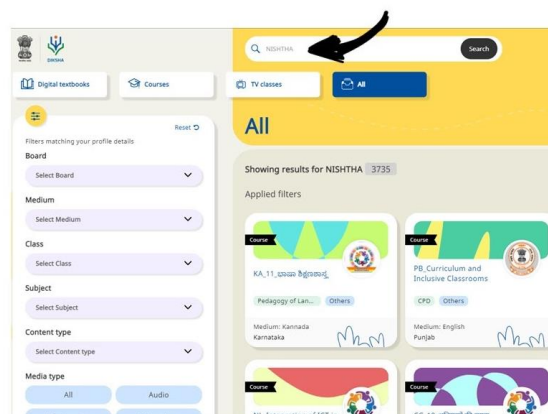 DIKSHA
NISHTHA
Search
Digital textbooks
Courses
TV classes
All
Reset
Filters matching your profile details
Board
Select Board
Medium
Select Medium
Class
Select Class
Subject
Select Subject
Content type
Select Content type
Media type
All
Audio
All
Showing results for NISHTHA 3735
Applied filters
Course
KA_11_ಭಾಷಾ ಶಿಕ್ಷಣಶಾಸ್ತ್ರ
Pedagogy of Lan...
Others
Medium: Kannada
Karnataka
Course
PB_Curriculum and
Inclusive Classrooms
CPD
Others
Medium: English
Punjab
Course
Course